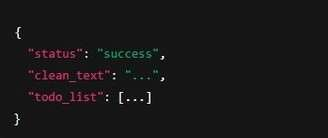 {
  "status": "success",
  "clean_text": "...",
  "todo_list": [...]
}